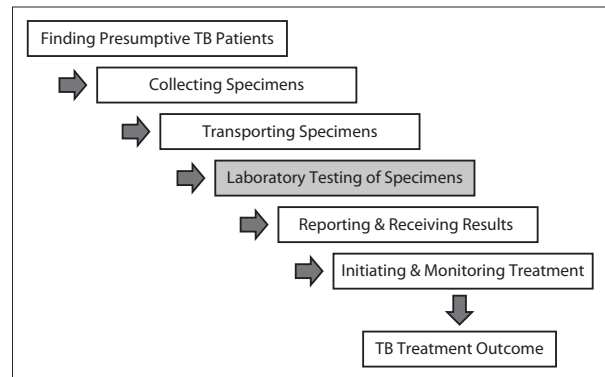 Finding Presumptive TB Patients
Collecting Specimens
Transporting Specimens
Laboratory Testing of Specimens
Reporting & Receiving Results
Initiating & Monitoring Treatment
TB Treatment Outcome